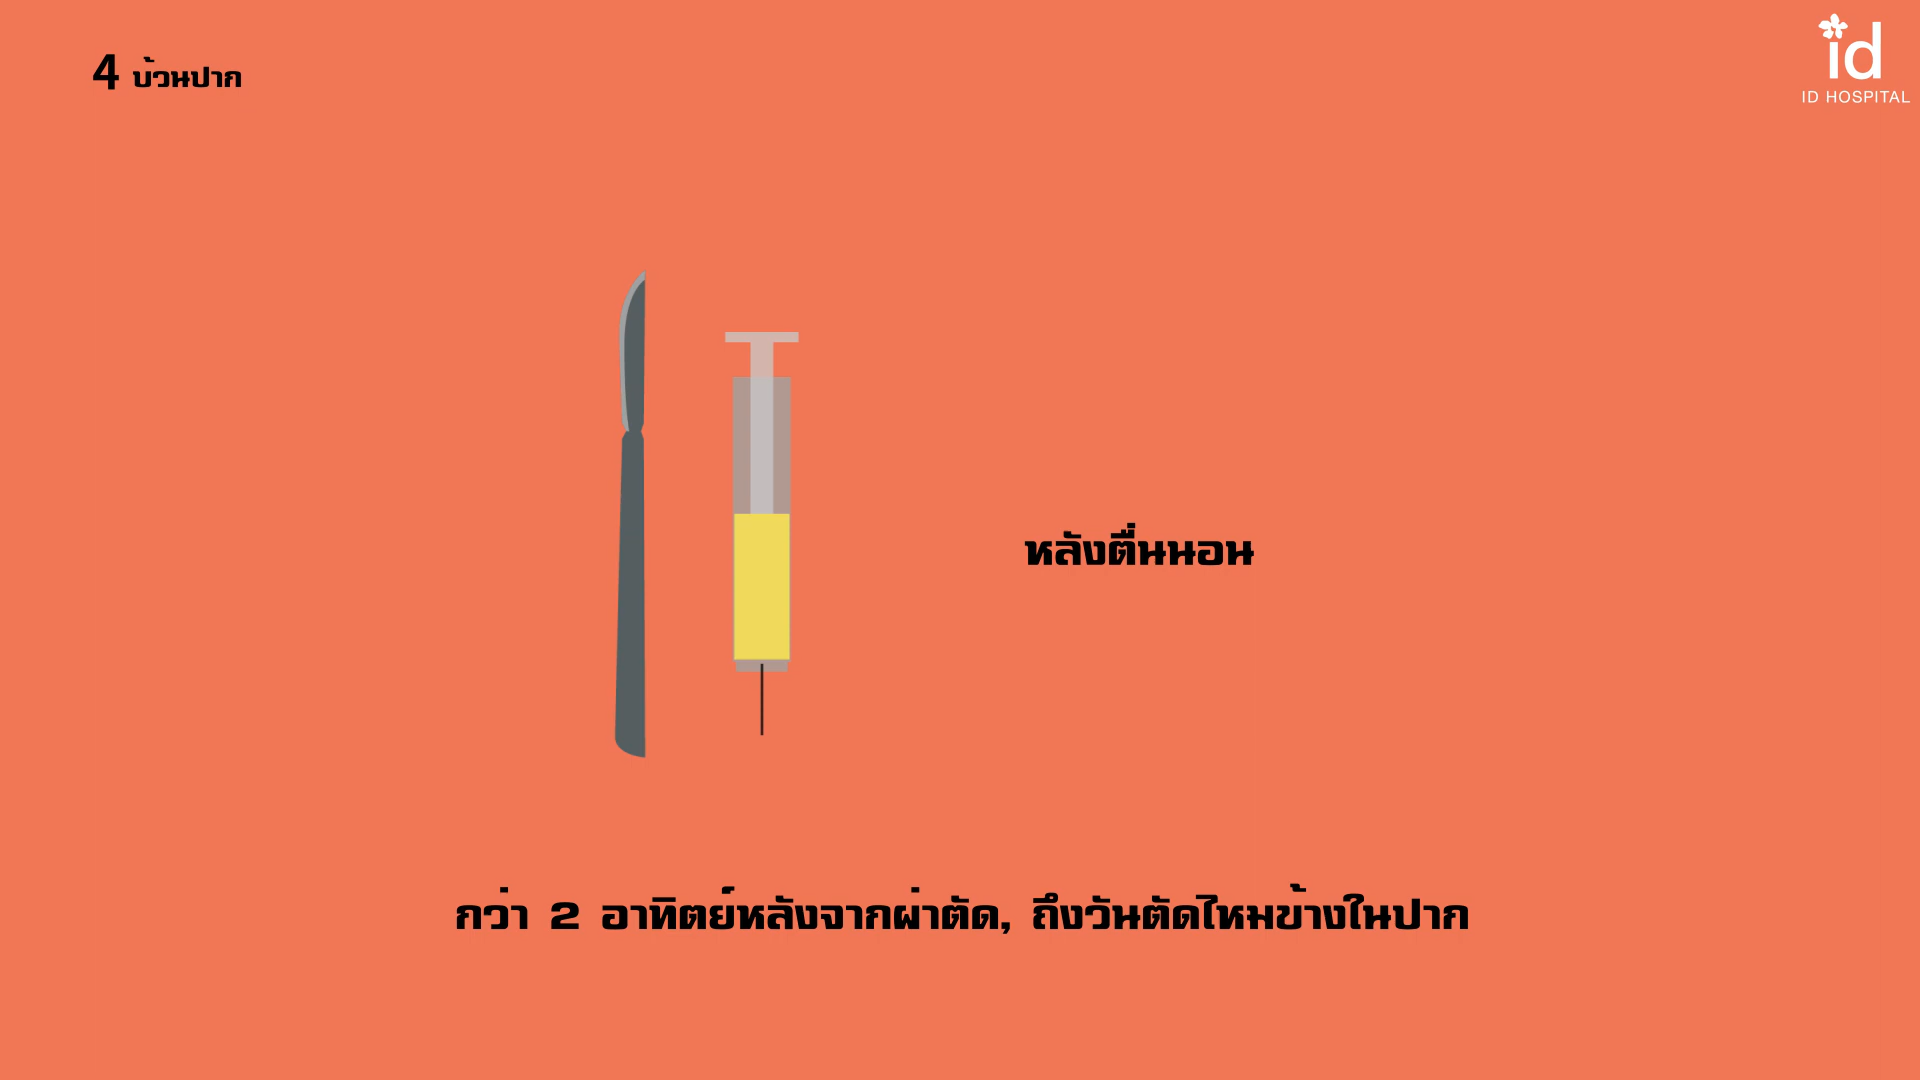 4 บ้วนปาก
id
ID HOSPITAL
หลังตื่นนอน
กว่า 2 อาทิตย์หลังจากผ่าตัด, ถึงวันตัดไหมข้างในปาก